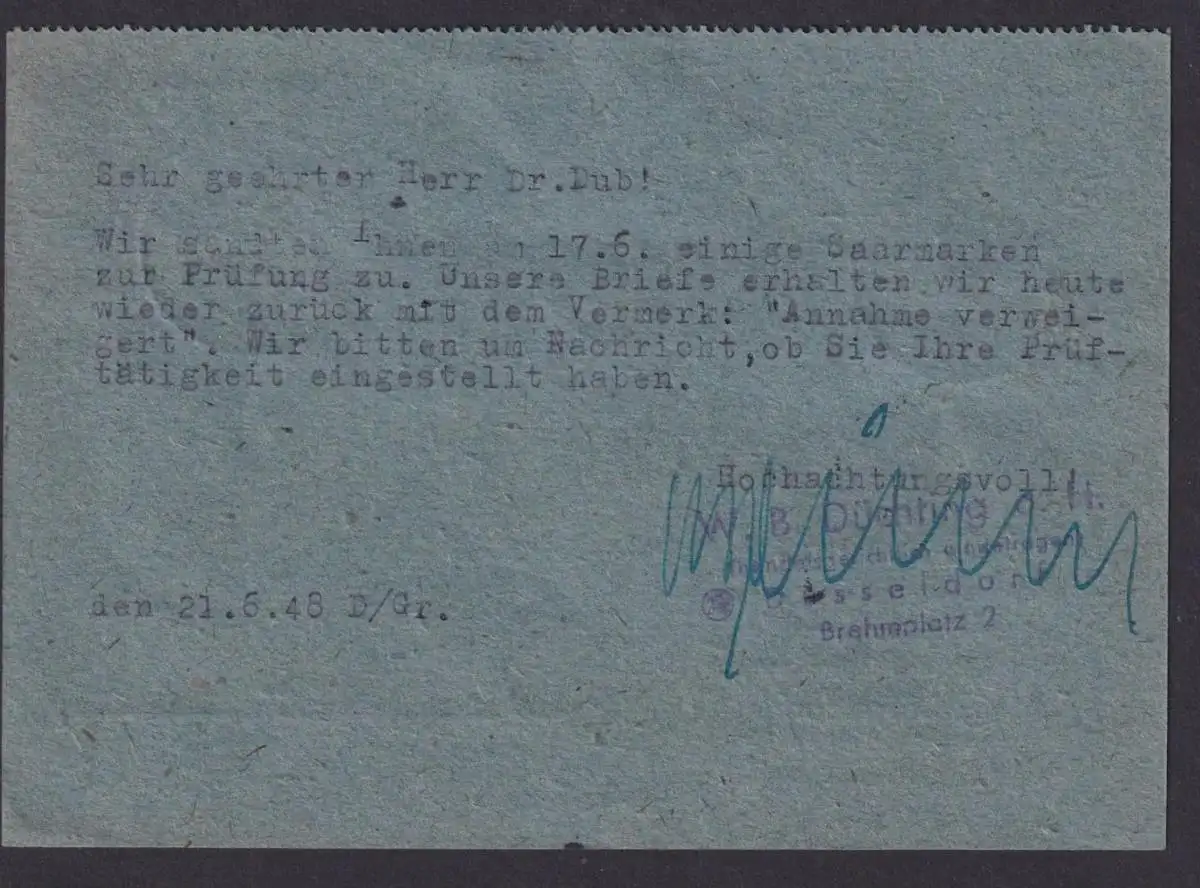 Sehr geehrter Herr Dr.Dub!
Wir sandten Ihnen am 17.6. einige Saarmarken
zur Prüfung zu. Unsere Briefe erhalten wir heute
wieder zurück mit dem Vermerk: "Annahme verwei-
gert". Wir bitten um Nachricht,ob Sie Ihre Prüf-
tätigkeit eingestellt haben.
Hochachtungsvoll
W. B. Düchting
Düsseldorf
Brehmplatz 2
den 21.6.48 D/Gr.